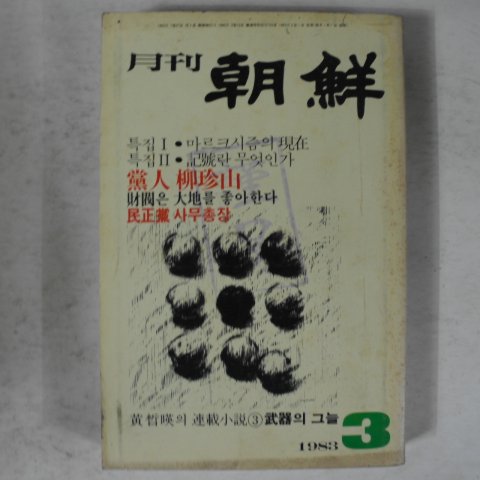 月刊 朝鮮
특집 I • 마르크시즘의 現在
특집 II • 記號란 무엇인가
黨人 柳珍山
財閥은 大地를 좋아한다
民正黨 사무총장
黃晳暎의 連載小説 ③ 武器의 그늘
1983 3